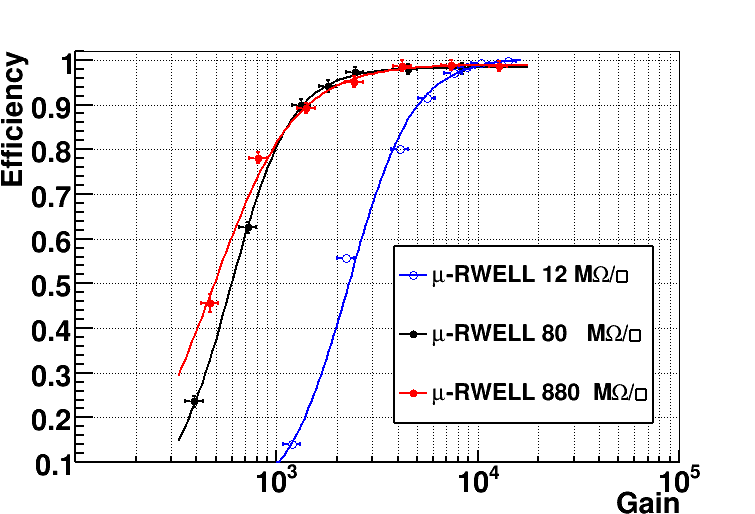 Efficiency
1
0.9
0.8
0.7
0.6
0.5
0.4
0.3
0.2
0.1
μ-RWELL 12 MΩ/□
μ-RWELL 80 MΩ/□
μ-RWELL 880 MΩ/□
10³ 10⁴ 10⁵
Gain